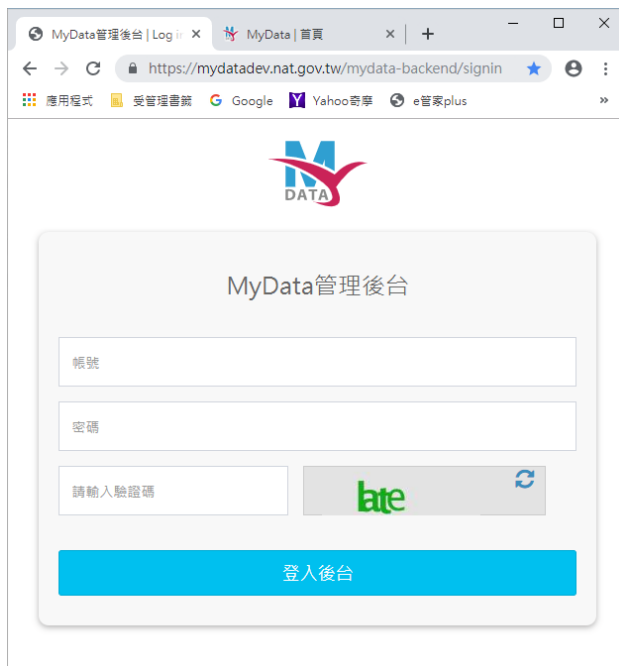 MyData管理後台 | Log in
MyData | 首頁
https://mydatadev.nat.gov.tw/mydata-backend/signin
應用程式 受管理書籤 Google Yahoo奇摩 e管家plus
MY
DATA
MyData管理後台
帳號
密碼
請輸入驗證碼
late
登入後台